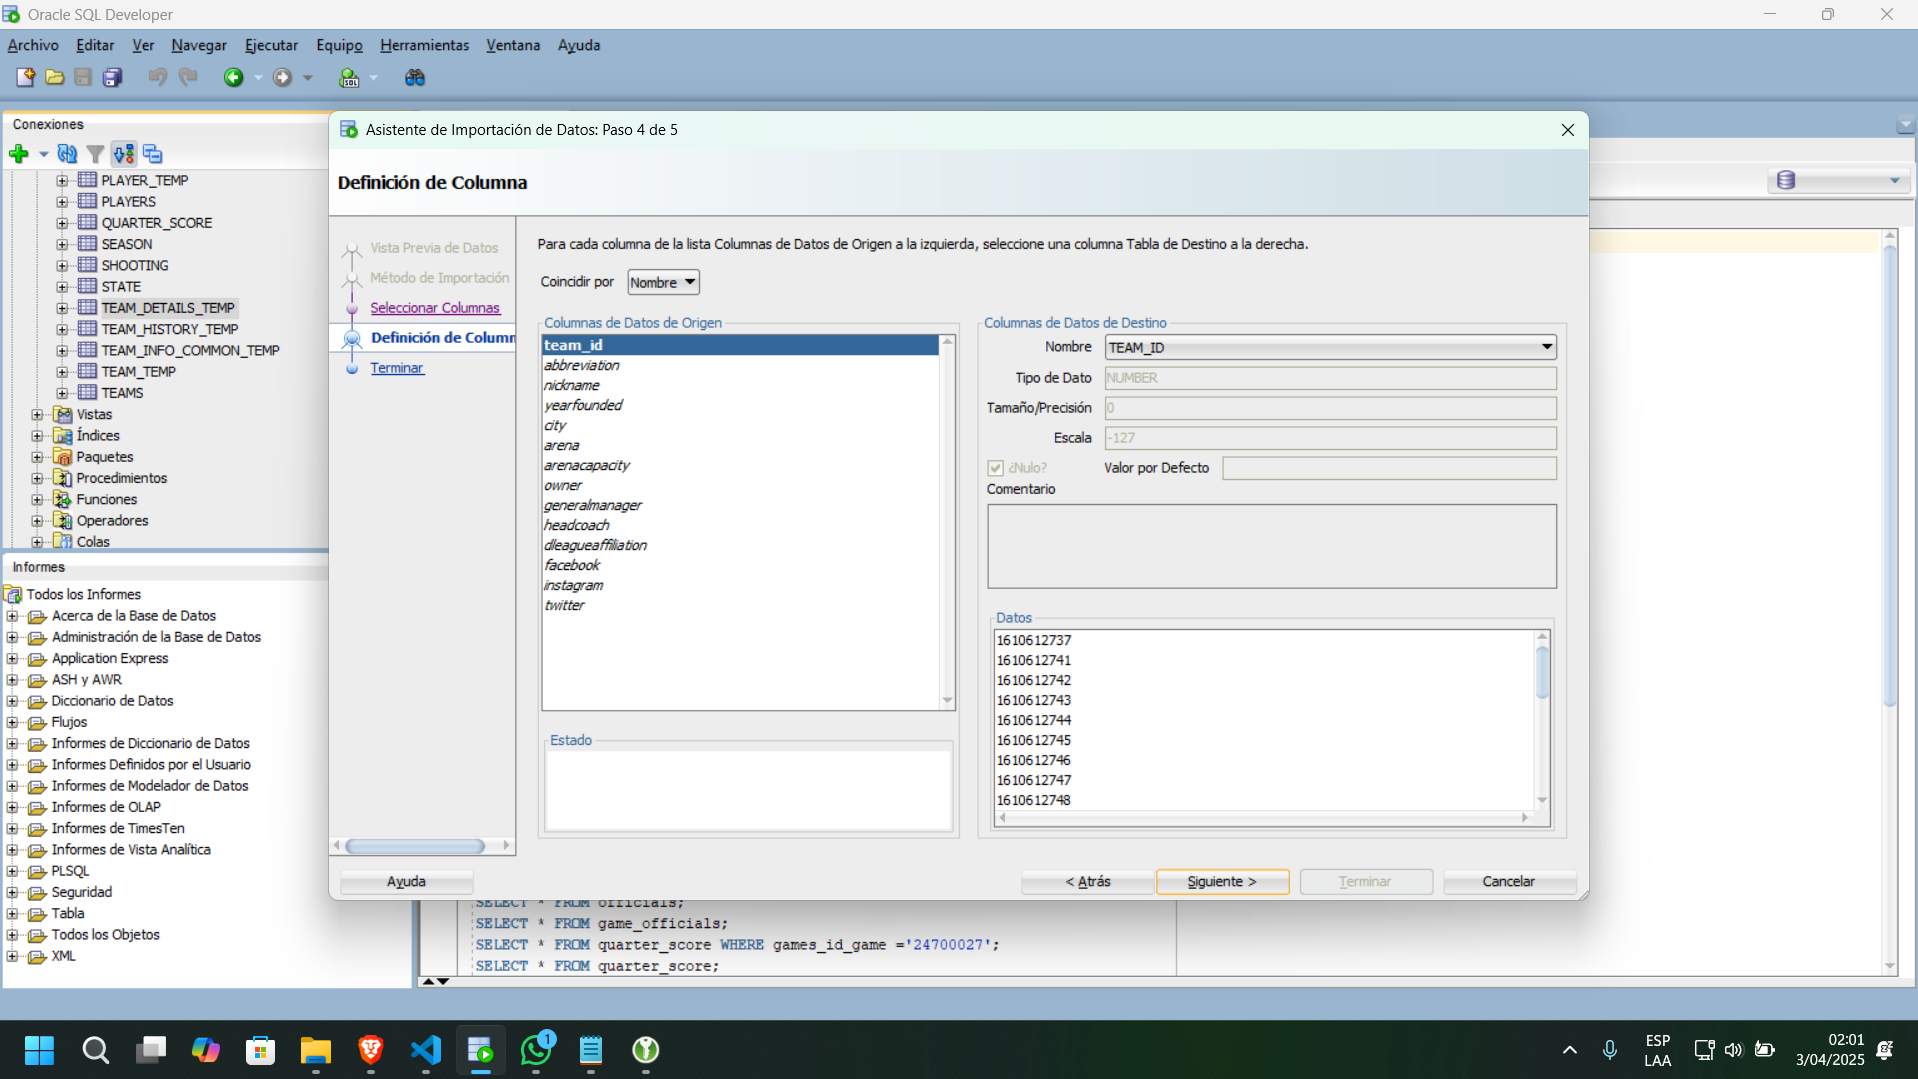 Oracle SQL Developer
Archivo Editar Ver Navegar Ejecutar Equipo Herramientas Ventana Ayuda
Conexiones
PLAYER_TEMP
PLAYERS
QUARTER_SCORE
SEASON
SHOOTING
STATE
TEAM_DETAILS_TEMP
TEAM_HISTORY_TEMP
TEAM_INFO_COMMON_TEMP
TEAM_TEMP
TEAMS
Vistas
Índices
Paquetes
Procedimientos
Funciones
Operadores
Colas
Informes
Todos los Informes
Acerca de la Base de Datos
Administración de la Base de Datos
Application Express
ASH y AWR
Diccionario de Datos
Flujos
Informes de Diccionario de Datos
Informes Definidos por el Usuario
Informes de Modelador de Datos
Informes de OLAP
Informes de TimesTen
Informes de Vista Analítica
PLSQL
Seguridad
Tabla
Todos los Objetos
XML
Asistente de Importación de Datos: Paso 4 de 5
Definición de Columna
Vista Previa de Datos
Método de Importación
Seleccionar Columnas
Definición de Column
Terminar
Para cada columna de la lista Columnas de Datos de Origen a la izquierda, seleccione una columna Tabla de Destino a la derecha.
Coincidir por Nombre
Columnas de Datos de Origen
team_id
abbreviation
nickname
yearfounded
city
arena
arenacapacity
owner
generalmanager
headcoach
dleagueaffiliation
facebook
instagram
twitter
Estado
Columnas de Datos de Destino
Nombre TEAM_ID
Tipo de Dato NUMBER
Tamaño/Precisión 0
Escala -127
¿Nulo? Valor por Defecto
Comentario
Datos
1610612737
1610612741
1610612742
1610612743
1610612744
1610612745
1610612746
1610612747
1610612748
Ayuda < Atrás Siguiente > Terminar Cancelar
SELECT * FROM officials;
SELECT * FROM game_officials;
SELECT * FROM quarter_score WHERE games_id_game ='24700027';
SELECT * FROM quarter_score;
SQL
1
ESP
LAA
02:01
3/04/2025